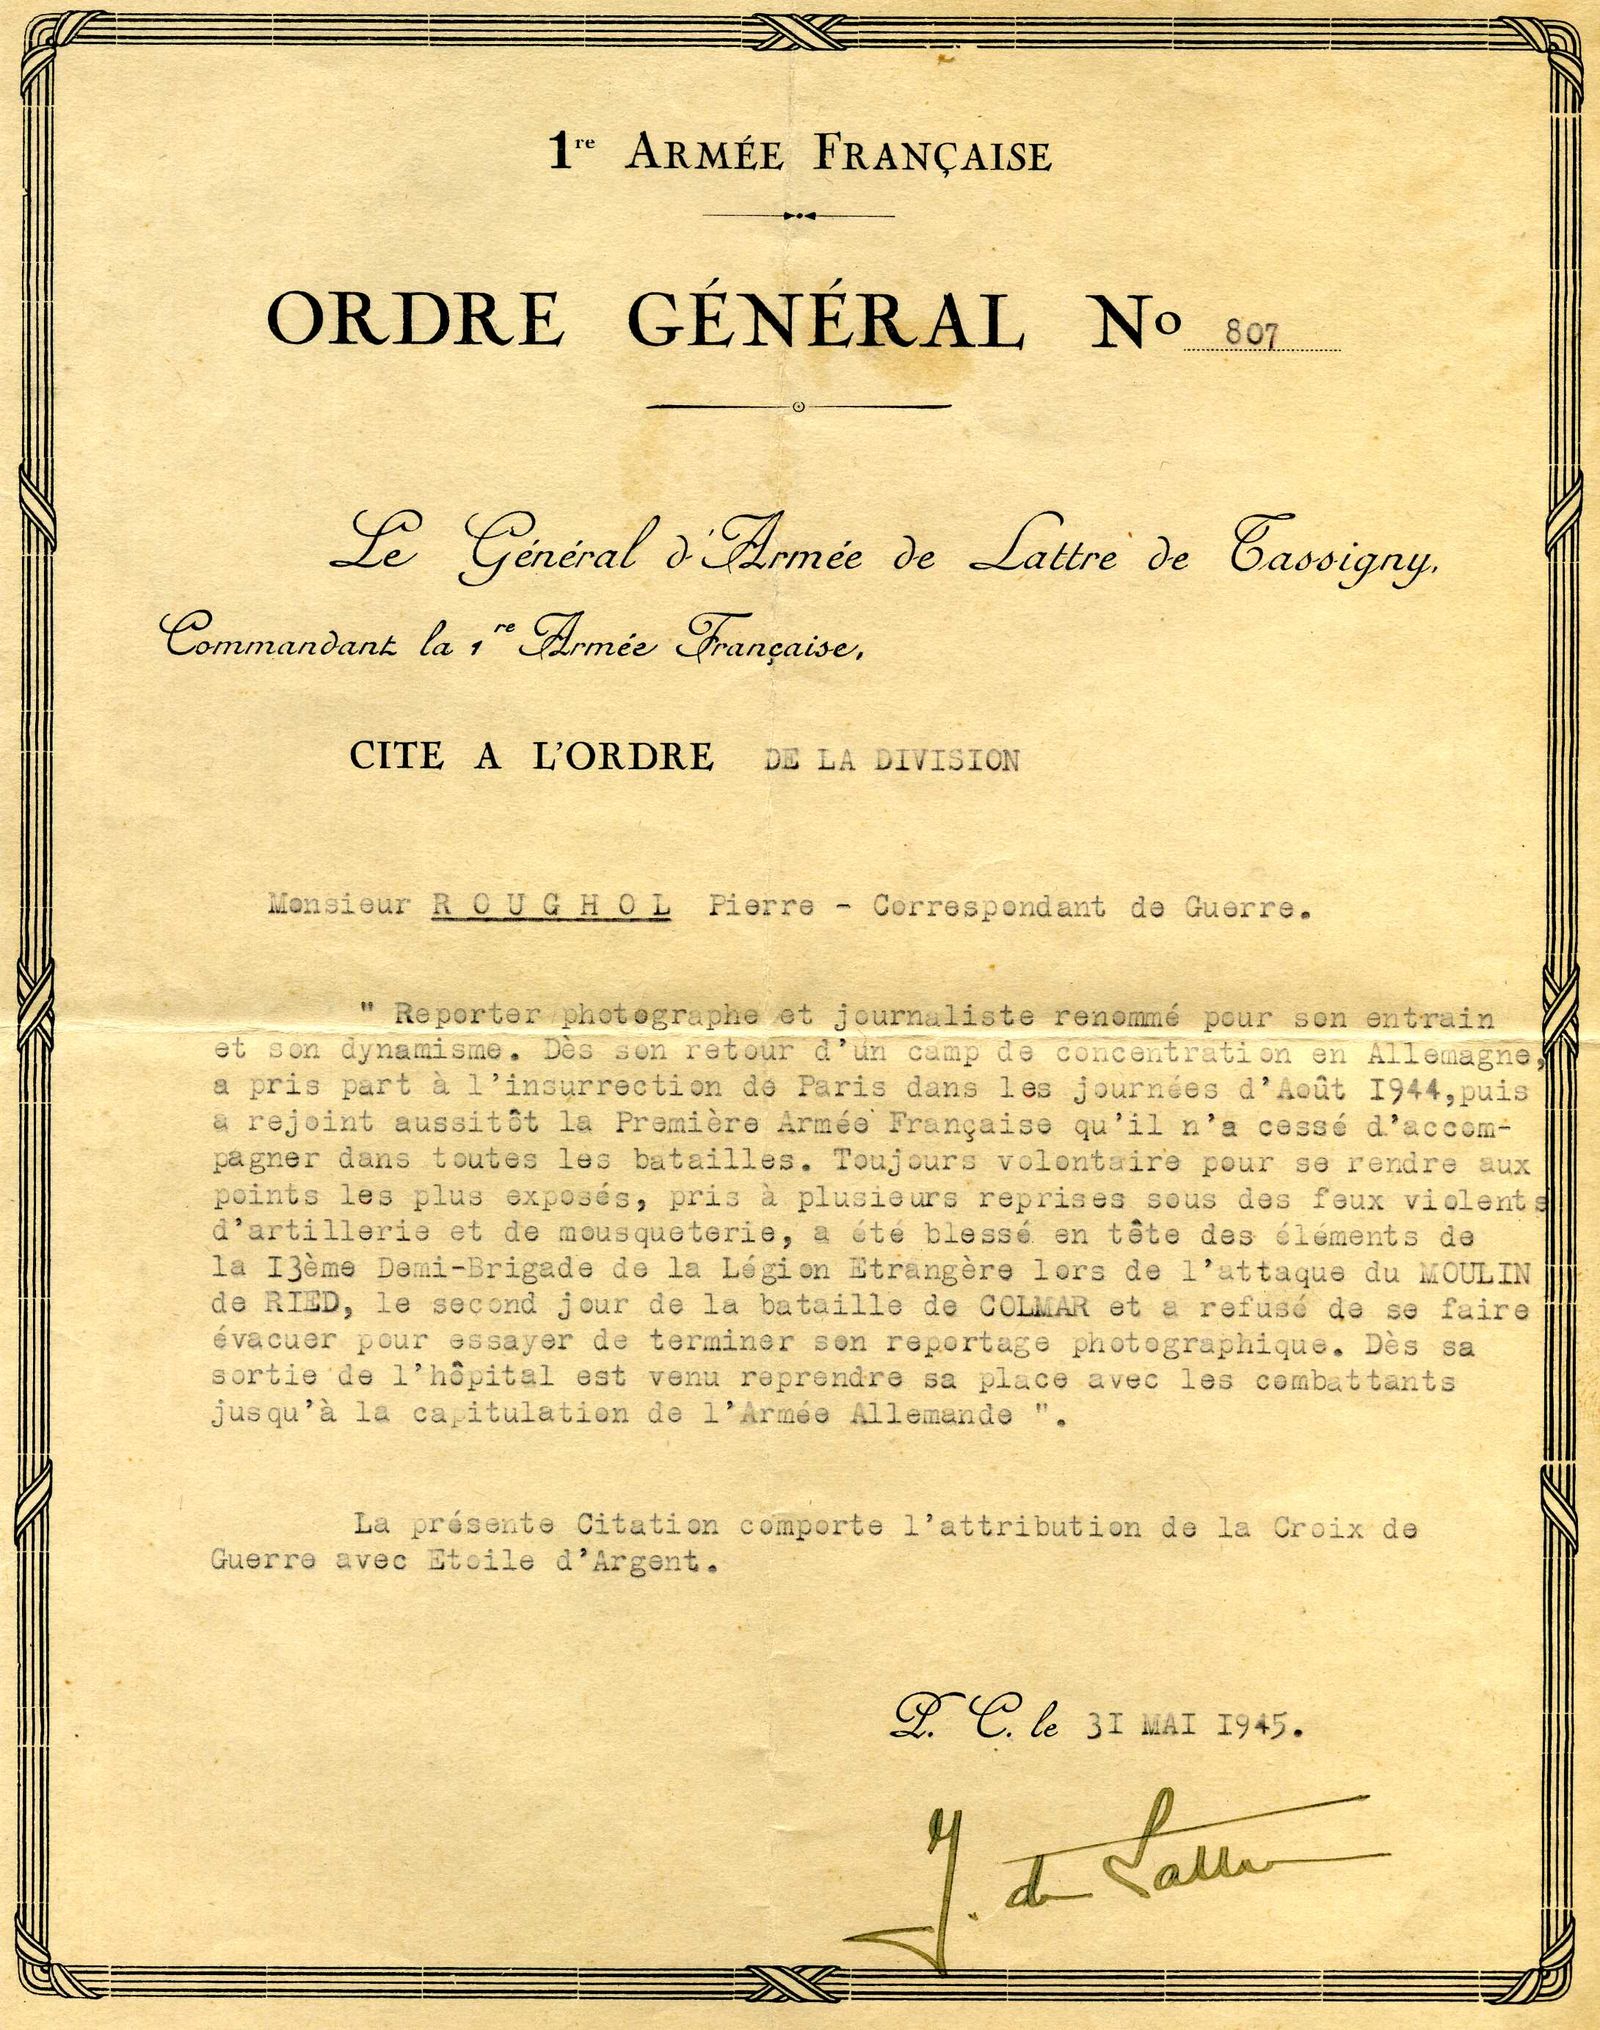 1re ARMÉE FRANÇAISE
ORDRE GÉNÉRAL No 807
Le Général d'Armée de Lattre de Tassigny,
Commandant la 1re Armée Française,
CITE A L'ORDRE DE LA DIVISION
Monsieur R O U G H O L Pierre - Correspondant de Guerre.
" Reporter photographe et journaliste renommé pour son entrain
et son dynamisme. Dès son retour d'un camp de concentration en Allemagne,
a pris part à l'insurrection de Paris dans les journées d'Août I944,puis
a rejoint aussitôt la Première Armée Française qu'il n'a cessé d'accom-
pagner dans toutes les batailles. Toujours volontaire pour se rendre aux
points les plus exposés, pris à plusieurs reprises sous des feux violents
d'artillerie et de mousqueterie, a été blessé en tête des éléments de
la I3ème Demi-Brigade de la Légion Etrangère lors de l'attaque du MOULIN
de RIED, le second jour de la bataille de COLMAR et a refusé de se faire
évacuer pour essayer de terminer son reportage photographique. Dès sa
sortie de l'hôpital est venu reprendre sa place avec les combattants
jusqu'à la capitulation de l'Armée Allemande ".
La présente Citation comporte l'attribution de la Croix de
Guerre avec Etoile d'Argent.
P. C. le 3I MAI I945.
J. de Lattre